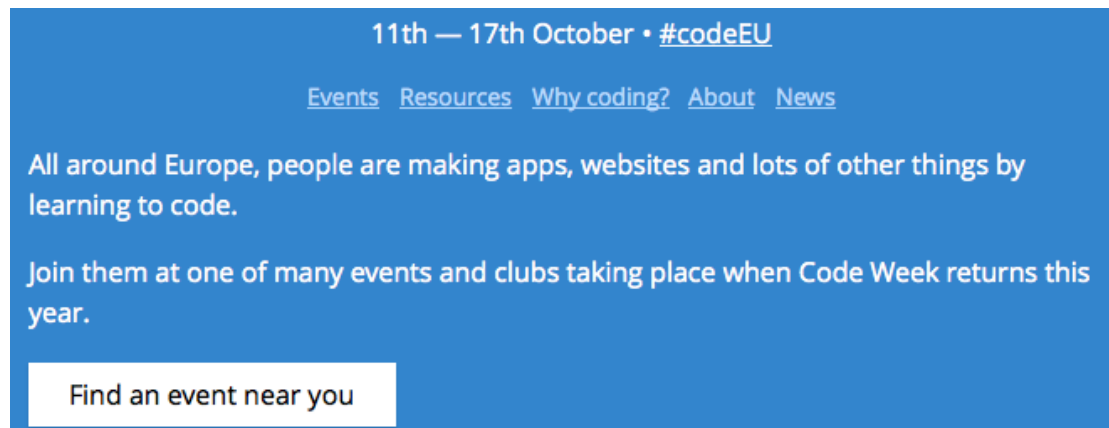 11th — 17th October • #codeEU
Events Resources Why coding? About News
All around Europe, people are making apps, websites and lots of other things by
learning to code.
Join them at one of many events and clubs taking place when Code Week returns this
year.
Find an event near you